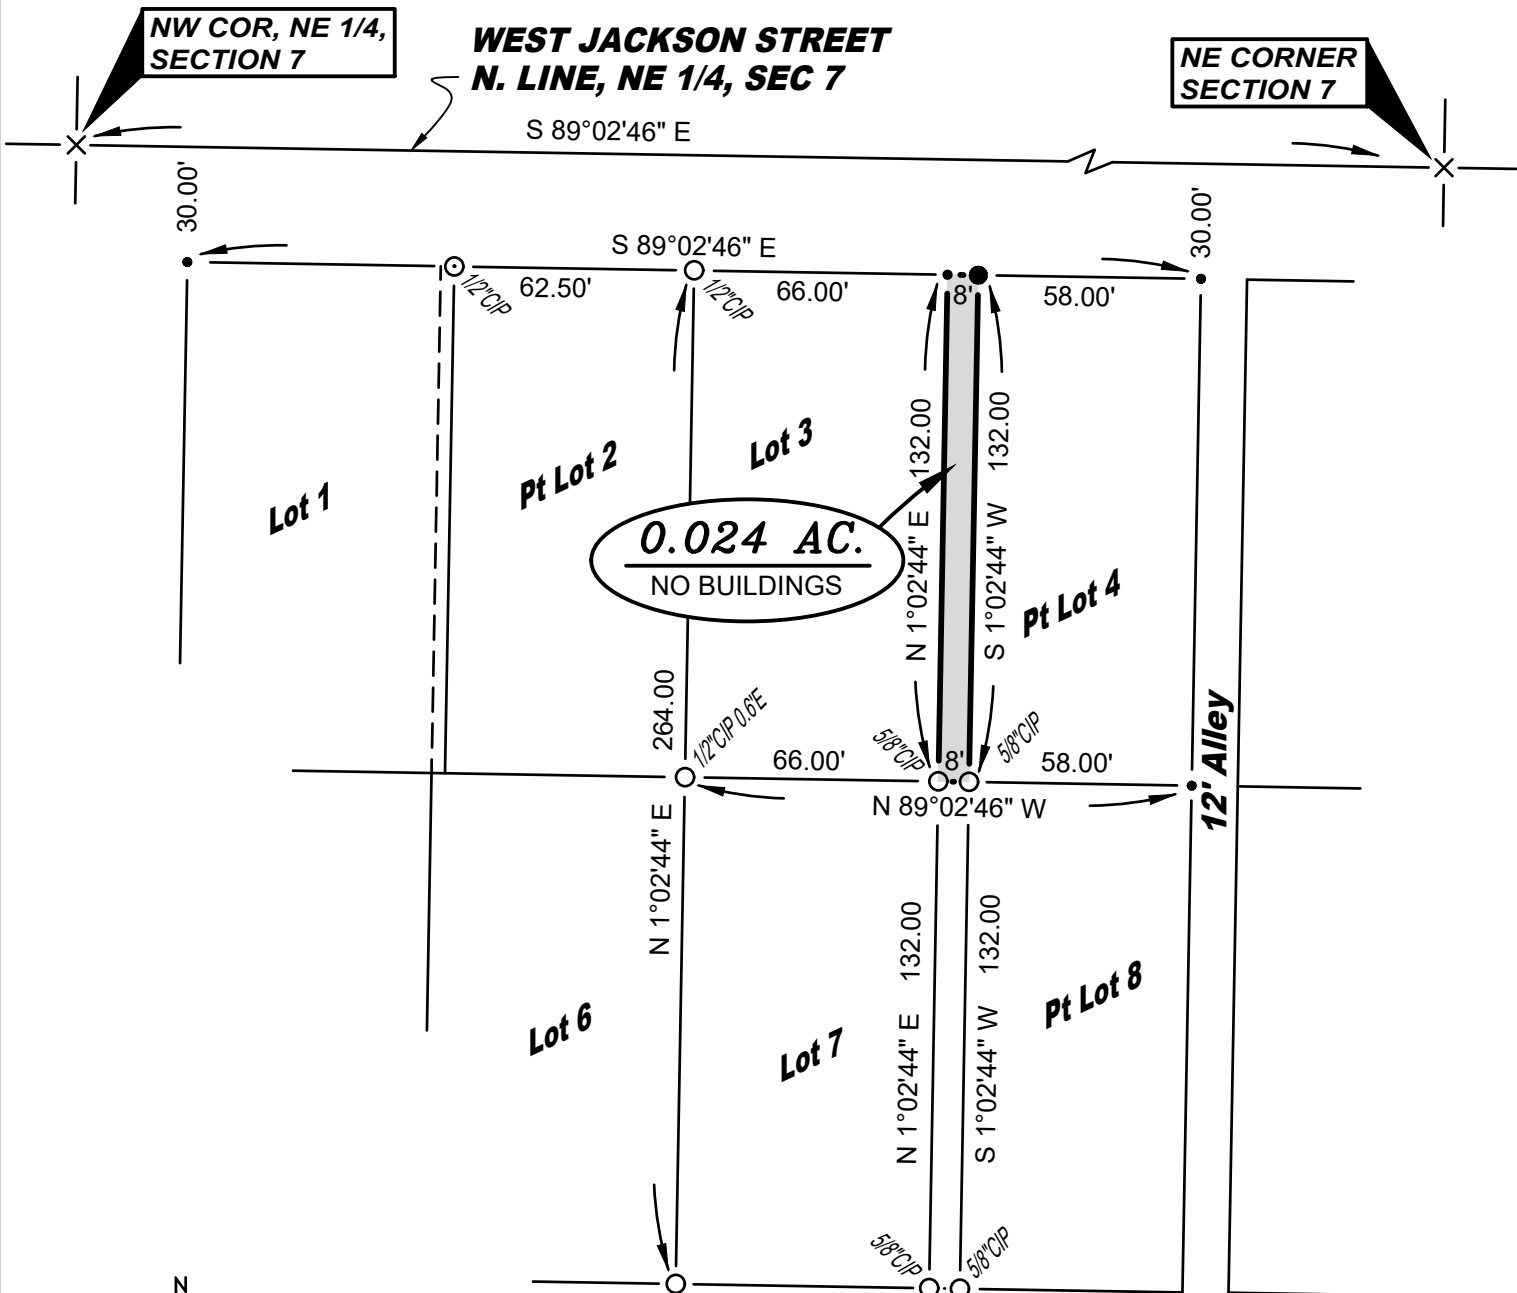 NW COR, NE 1/4,
SECTION 7
WEST JACKSON STREET
N. LINE, NE 1/4, SEC 7
NE CORNER
SECTION 7
S 89°02'46" E
30.00'
30.00'
S 89°02'46" E
1/2"CIP
62.50'
1/2"CIP
66.00'
8'
58.00'
N 1°02'44" E 132.00
S 1°02'44" W 132.00
Lot 1
Pt Lot 2
Lot 3
0.024 AC.
NO BUILDINGS
Pt Lot 4
N 1°02'44" E 264.00
1/2"CIP 0.6'E
66.00'
5/8"CIP
8'
5/8"CIP
58.00'
N 89°02'46" W
12' Alley
N 1°02'44" E 132.00
S 1°02'44" W 132.00
Lot 6
Lot 7
Pt Lot 8
5/8"CIP
5/8"CIP
N